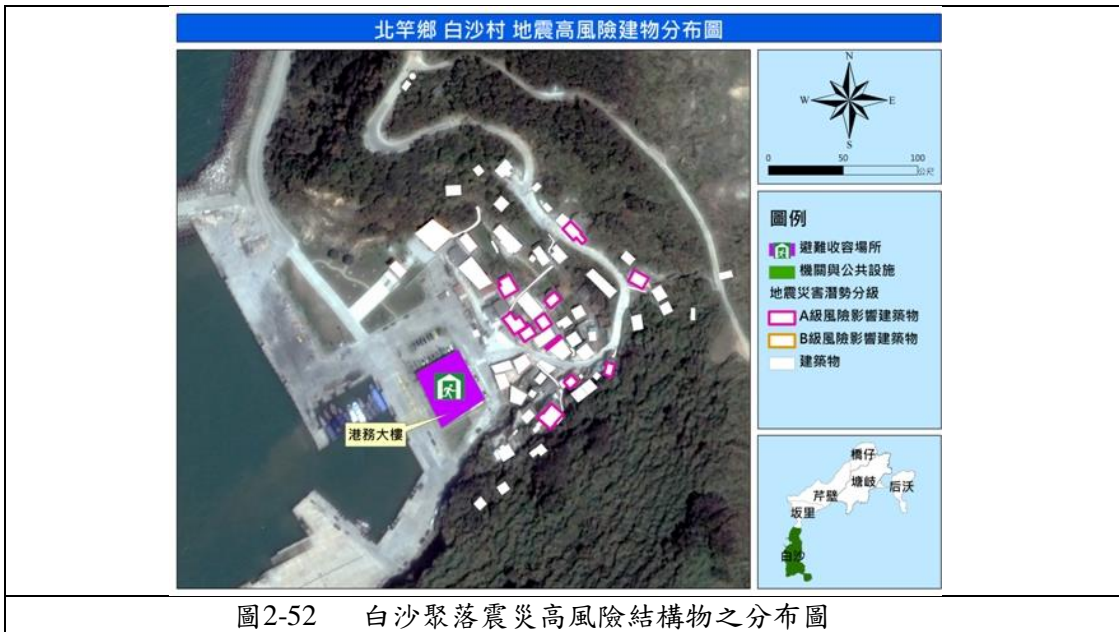 北竿鄉 白沙村 地震高風險建物分布圖
N
W
E
S
0 50 100
公尺
圖例
避難收容場所
機關與公共設施
地震災害潛勢分級
A級風險影響建築物
B級風險影響建築物
建築物
港務大樓
橋仔
塘岐
后沃
芹壁
坂里
白沙
圖2-52 白沙聚落震災高風險結構物之分布圖